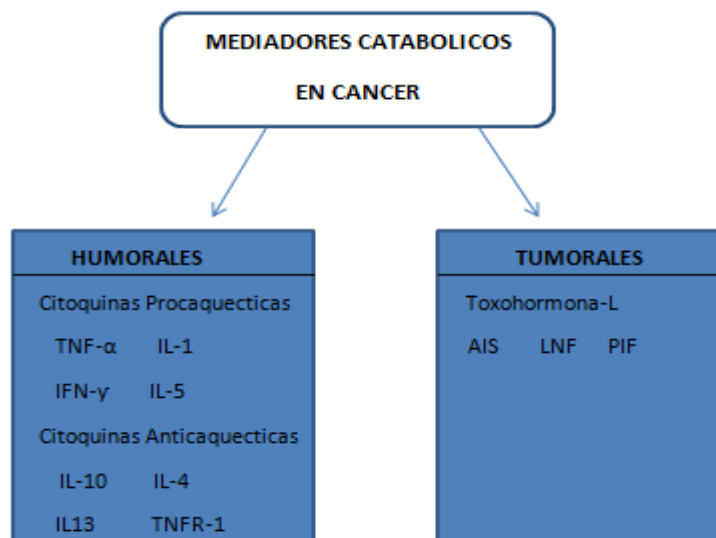 MEDIADORES CATABOLICOS
EN CANCER
HUMORALES
Citoquinas Procaquecticas
TNF-α IL-1
IFN-γ IL-5
Citoquinas Anticaquecticas
IL-10 IL-4
IL13 TNFR-1
TUMORALES
Toxohormona-L
AIS LNF PIF